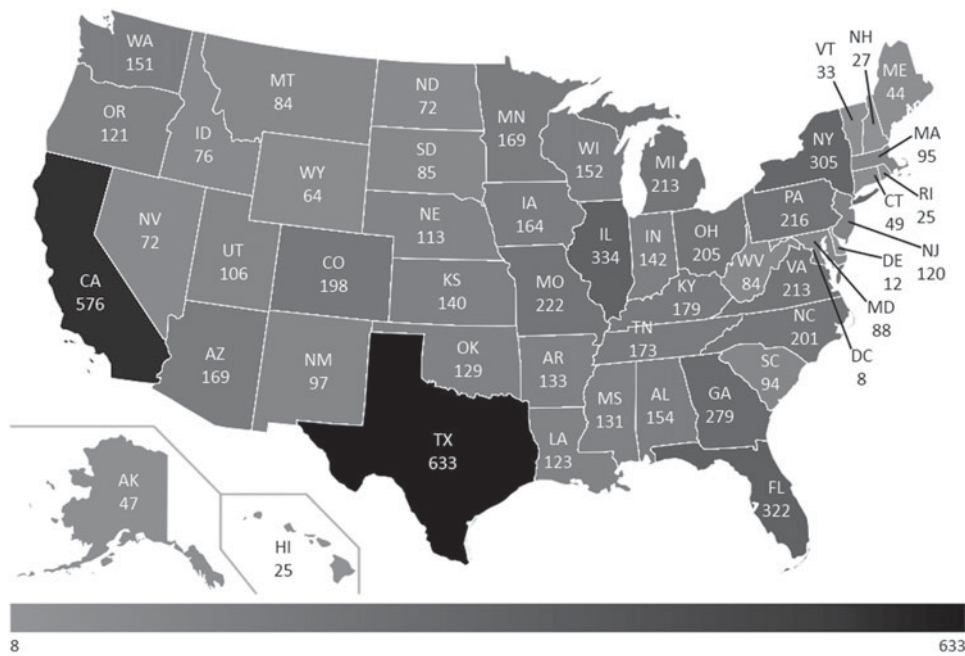 WA
151
MT
84
ND
72
MN
169
VT
33
NH
27
ME
44
OR
121
ID
76
WY
64
SD
85
WI
152
MI
213
NY
305
MA
95
NV
72
UT
106
CO
198
NE
113
IA
164
IL
334
IN
142
OH
205
PA
216
CT
49
RI
25
NJ
120
CA
576
KS
140
MO
222
KY
179
WV
84
VA
213
DE
12
MD
88
DC
8
AZ
169
NM
97
OK
129
AR
133
TN
173
NC
201
SC
94
TX
633
LA
123
MS
131
AL
154
GA
279
FL
322
AK
47
HI
25
8
633